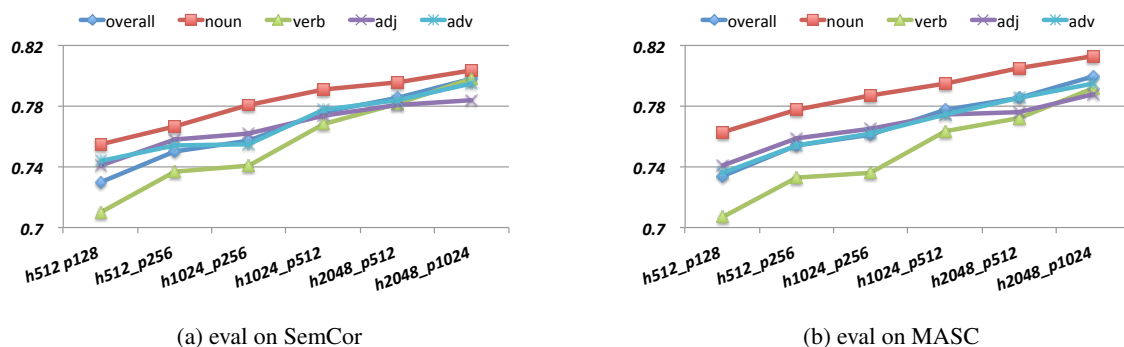 overall noun verb adj adv
0.82
0.78
0.74
0.7
h512 p128 h512_p256 h1024_p256 h1024_p512 h2048_p512 h2048_p1024
(a) eval on SemCor
overall noun verb adj adv
0.82
0.78
0.74
0.7
h512_p128 h512_p256 h1024_p256 h1024_p512 h2048_p512 h2048_p1024
(b) eval on MASC